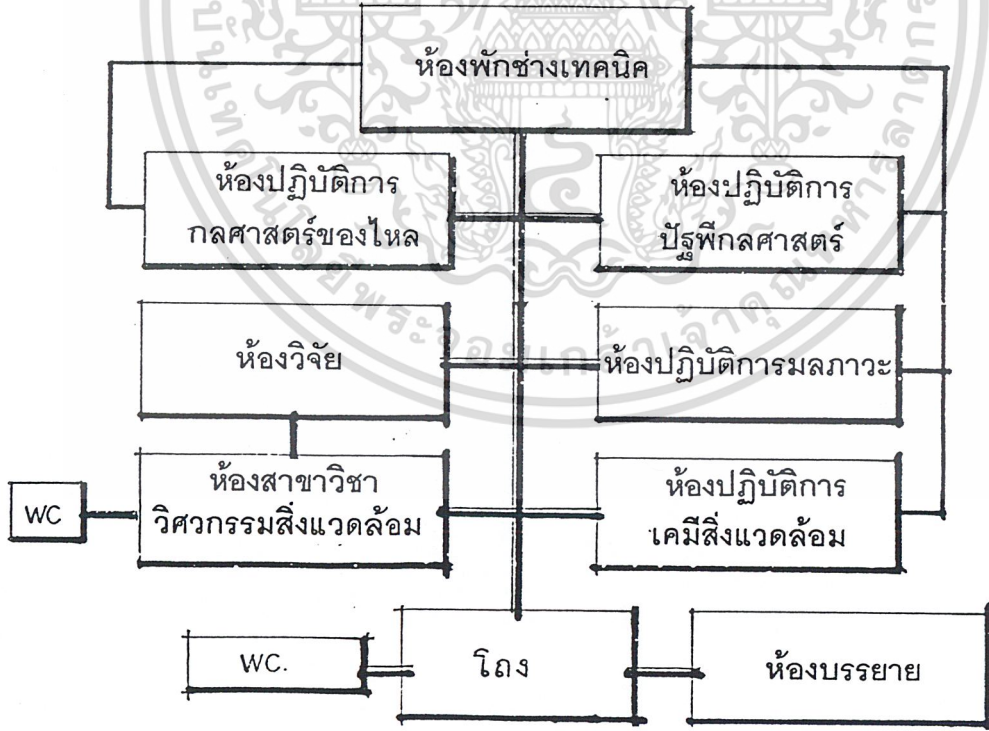 ห้องพักช่างเทคนิค
ห้องปฏิบัติการ
กลศาสตร์ของไหล
ห้องปฏิบัติการ
ปัฐพีกลศาสตร์
ห้องวิจัย
ห้องปฏิบัติการมลภาวะ
ห้องสาขาวิชา
วิศวกรรมสิ่งแวดล้อม
WC
ห้องปฏิบัติการ
เคมีสิ่งแวดล้อม
WC.
โถง
ห้องบรรยาย